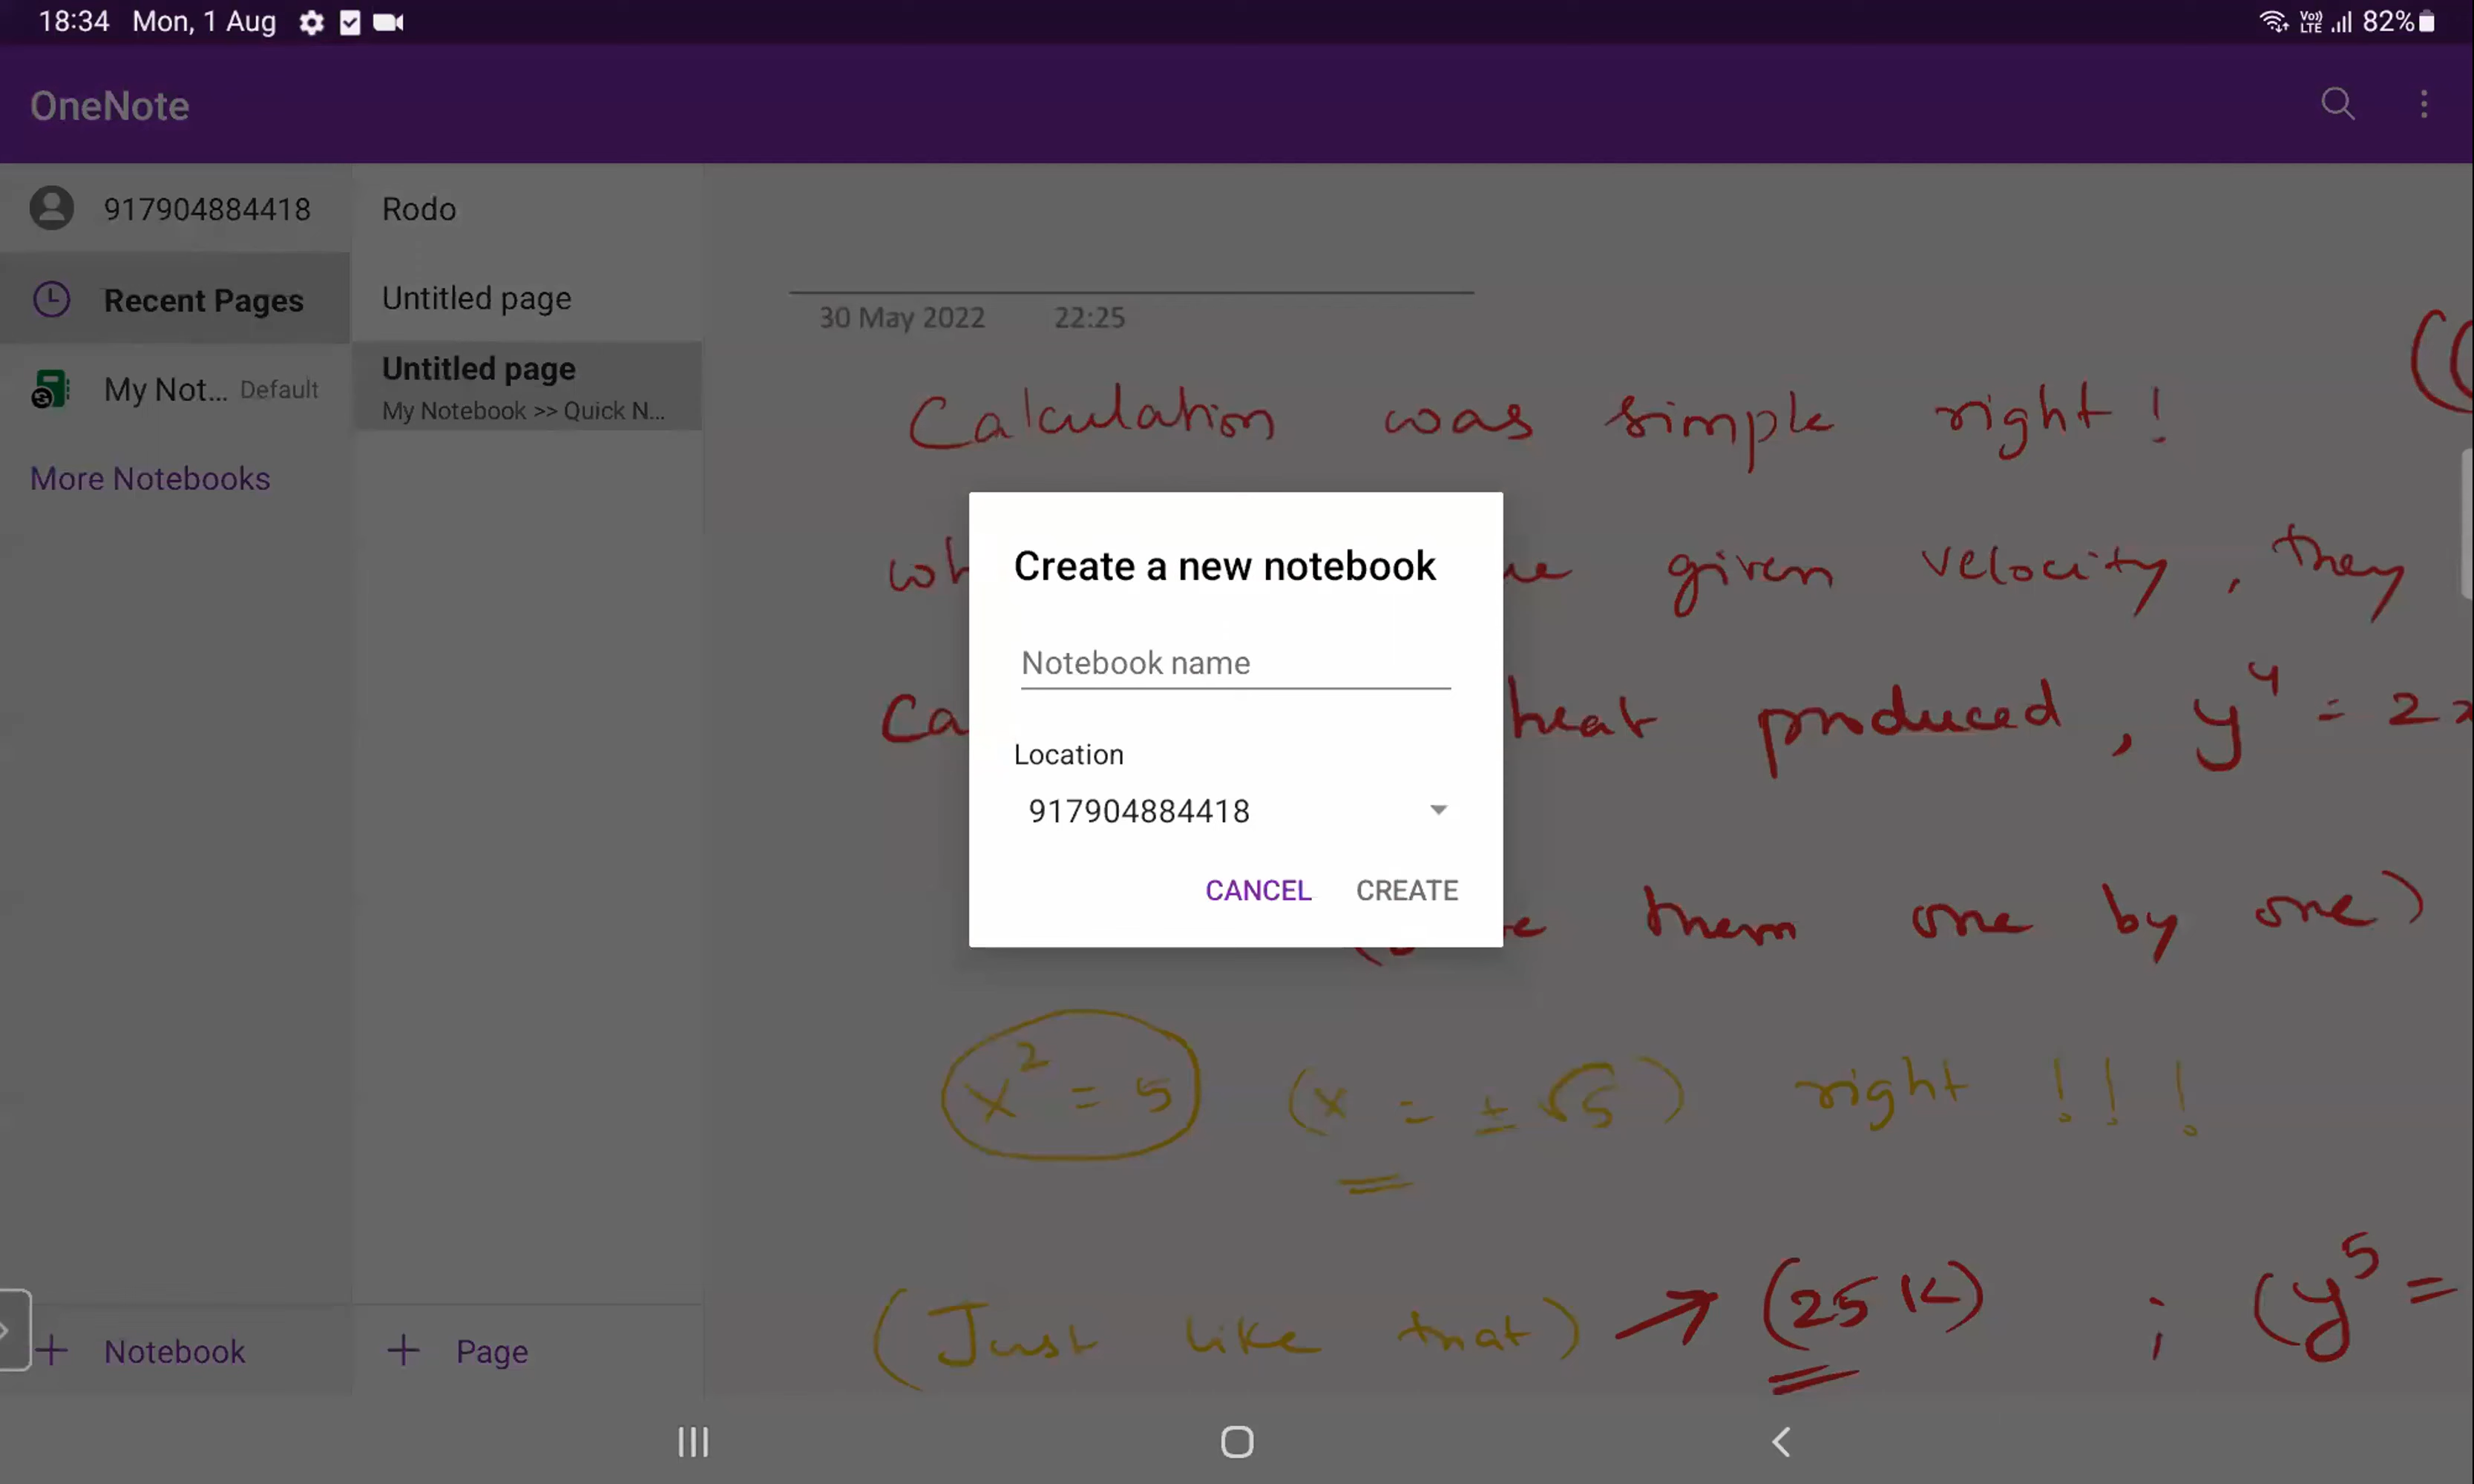 18:34 Mon, 1 Aug
Vo)) LTE 82%
OneNote
917904884418
Recent Pages
My Not... Default
More Notebooks
Rodo
Untitled page
Untitled page
My Notebook >> Quick N...
30 May 2022 22:25
Calculation was simple right !
given velocity, they
heat produced, y⁴ = 2
them one by one)
x² = 5 (x = ± √5) right !!!
(Just like that) → (25 K) ; (y⁵ =
Create a new notebook
Notebook name
Location
917904884418
CANCEL CREATE
+ Notebook
+ Page